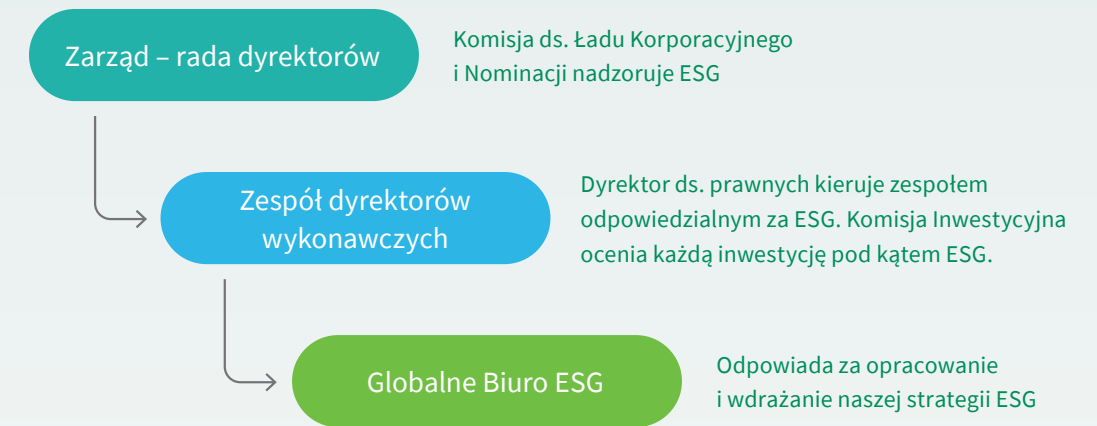 Zarząd – rada dyrektorów
Komisja ds. Ładu Korporacyjnego
i Nominacji nadzoruje ESG
Zespół dyrektorów
wykonawczych
Dyrektor ds. prawnych kieruje zespołem
odpowiedzialnym za ESG. Komisja Inwestycyjna
ocenia każdą inwestycję pod kątem ESG.
Globalne Biuro ESG
Odpowiada za opracowanie
i wdrażanie naszej strategii ESG